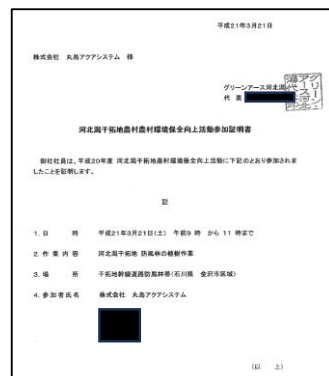 平成21年3月21日
株式会社 丸島アクアシステム 様
グリーンアース河北潟
代 表
河北潟干拓地農村農村環境保全向上活動参加証明書
御社社員は、平成20年度 河北潟干拓地農村環境保全向上活動に下記のとおり参加されま
したことを証明します。
記
1. 日 時 平成21年3月21日(土) 午前9 時 から 11 時まで
2. 作 業 内 容 河北潟干拓地 防風林の植樹作業
3. 場 所 干拓地幹線道路防風林帯(石川県 金沢市区域)
4. 参 加 者 氏 名 株式会社 丸島アクアシステム
(以 上)